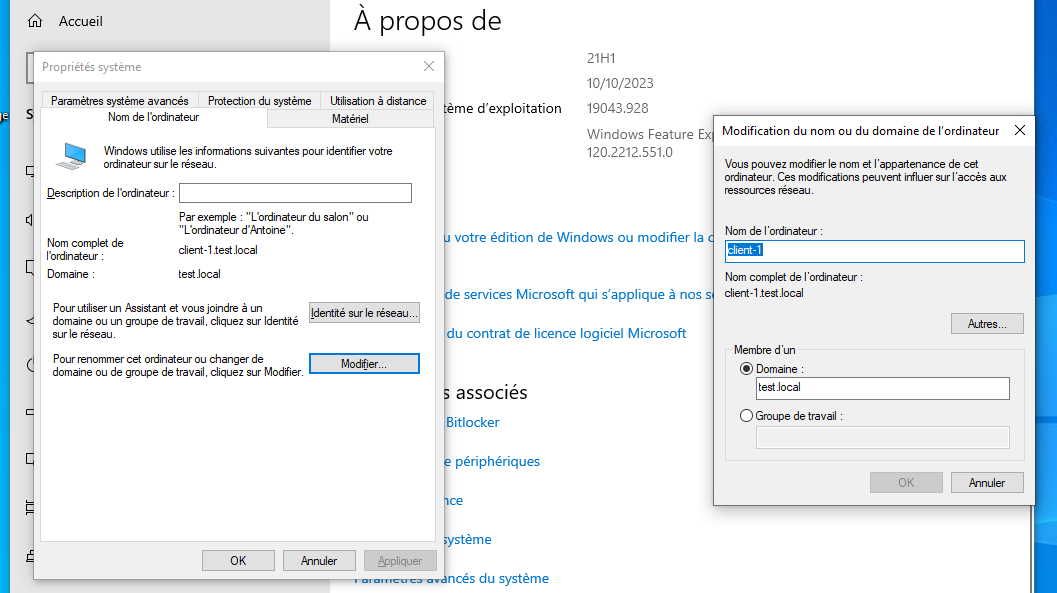 Accueil
À propos de
21H1
10/10/2023
tème d'exploitation
19043.928
Windows Feature Exp
120.2212.551.0
u votre édition de Windows ou modifier la c
de services Microsoft qui s'applique à nos se
du contrat de licence logiciel Microsoft
s associés
Bitlocker
e périphériques
nce
système
Paramètres avancés du système
Propriétés système
Paramètres système avancés
Protection du système
Utilisation à distance
Nom de l'ordinateur
Matériel
Windows utilise les informations suivantes pour identifier votre
ordinateur sur le réseau.
Description de l'ordinateur :
Par exemple : "L'ordinateur du salon" ou
"L'ordinateur d'Antoine".
Nom complet de
l'ordinateur :
client-1.test.local
Domaine :
test.local
Pour utiliser un Assistant et vous joindre à un
domaine ou un groupe de travail, cliquez sur Identité
sur le réseau.
Identité sur le réseau...
Pour renommer cet ordinateur ou changer de
domaine ou de groupe de travail, cliquez sur Modifier.
Modifier...
OK
Annuler
Appliquer
Modification du nom ou du domaine de l'ordinateur
Vous pouvez modifier le nom et l'appartenance de cet
ordinateur. Ces modifications peuvent influer sur l'accès aux
ressources réseau.
Nom de l'ordinateur :
client-1
Nom complet de l'ordinateur :
client-1.test.local
Autres...
Membre d'un
Domaine :
test.local
Groupe de travail :
OK
Annuler